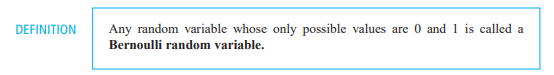 DEFINITION
Any random variable whose only possible values are 0 and 1 is called a
Bernoulli random variable.